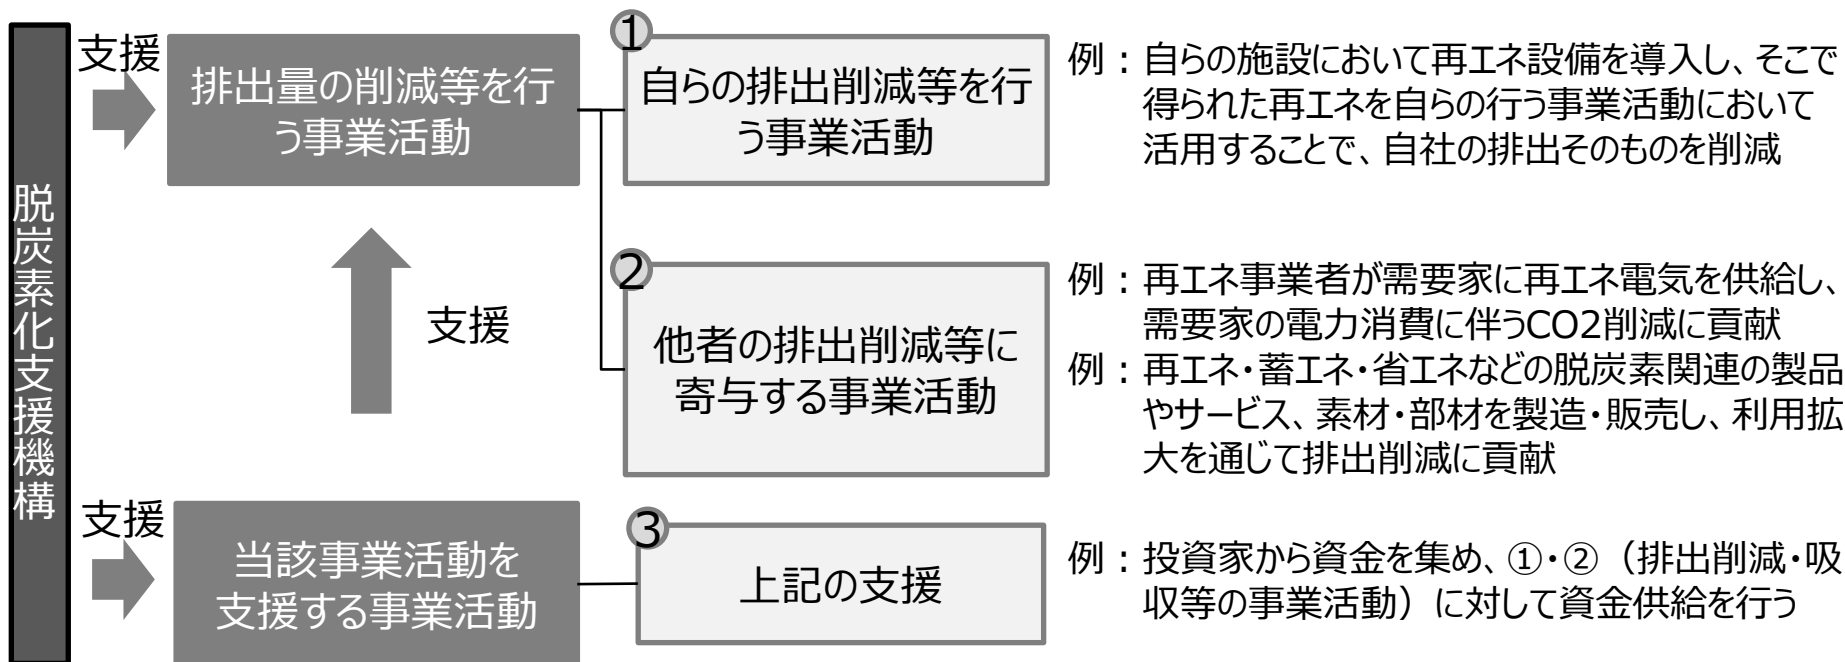 脱炭素化支援機構
支援
排出量の削減等を行
う事業活動
①
自らの排出削減等を行
う事業活動
例：自らの施設において再エネ設備を導入し、そこで
得られた再エネを自らの行う事業活動において
活用することで、自社の排出そのものを削減
支援
②
他者の排出削減等に
寄与する事業活動
例：再エネ事業者が需要家に再エネ電気を供給し、
需要家の電力消費に伴うCO2削減に貢献
例：再エネ・蓄エネ・省エネなどの脱炭素関連の製品
やサービス、素材・部材を製造・販売し、利用拡
大を通じて排出削減に貢献
支援
当該事業活動を
支援する事業活動
③
上記の支援
例：投資家から資金を集め、①・②（排出削減・吸
収等の事業活動）に対して資金供給を行う